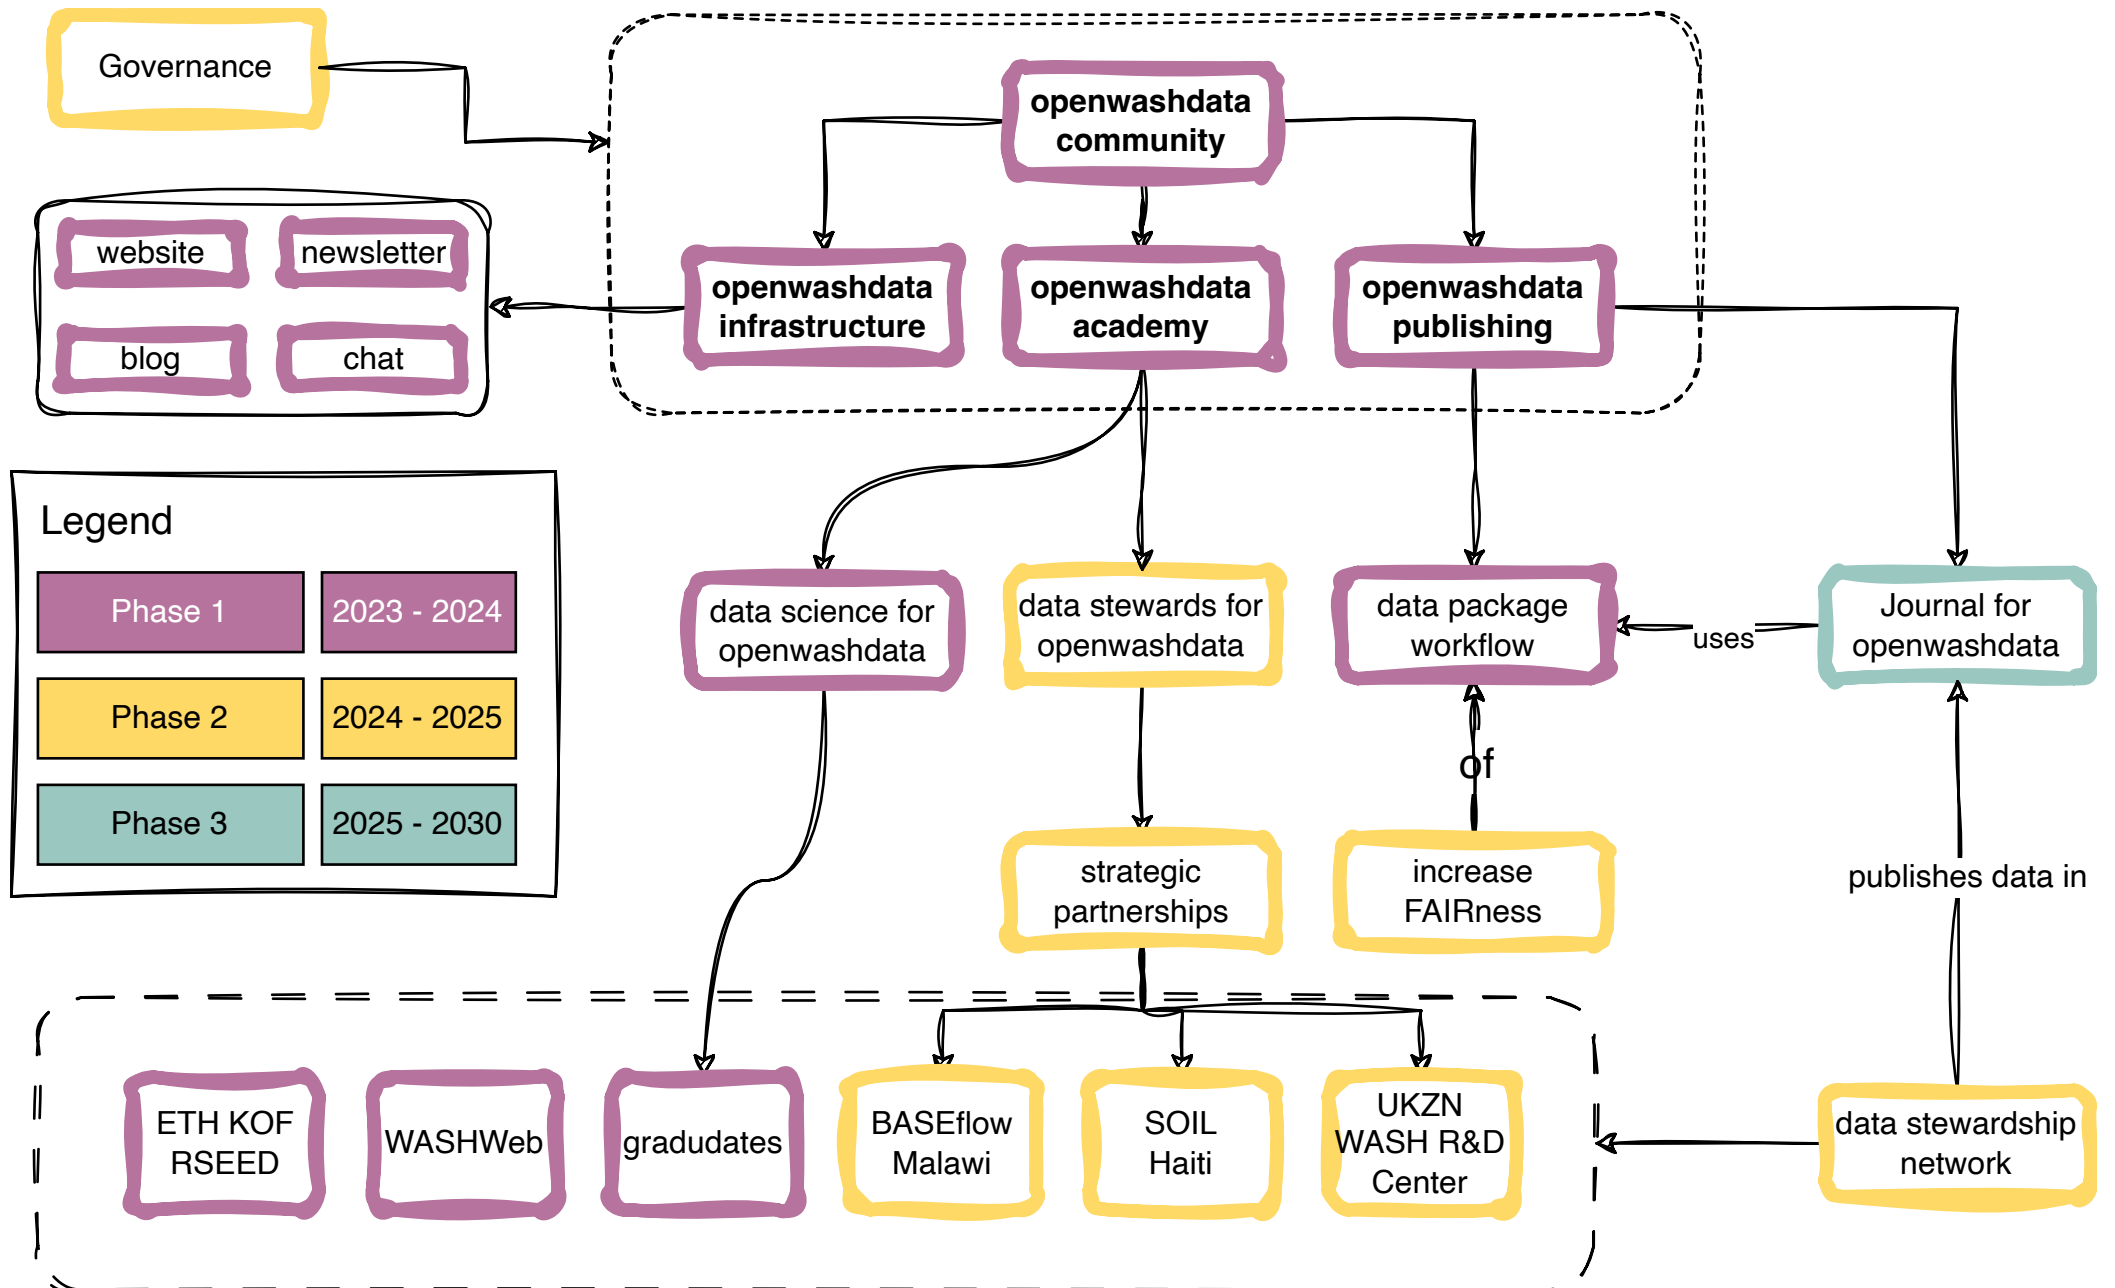 Governance
openwashdata
community
website
newsletter
blog
chat
openwashdata
infrastructure
openwashdata
academy
openwashdata
publishing
Legend
Phase 1
2023 - 2024
Phase 2
2024 - 2025
Phase 3
2025 - 2030
data science for
openwashdata
data stewards for
openwashdata
data package
workflow
uses
Journal for
openwashdata
of
strategic
partnerships
increase
FAIRness
publishes data in
ETH KOF
RSEED
WASHWeb
gradudates
BASEflow
Malawi
SOIL
Haiti
UKZN
WASH R&D
Center
data stewardship
network